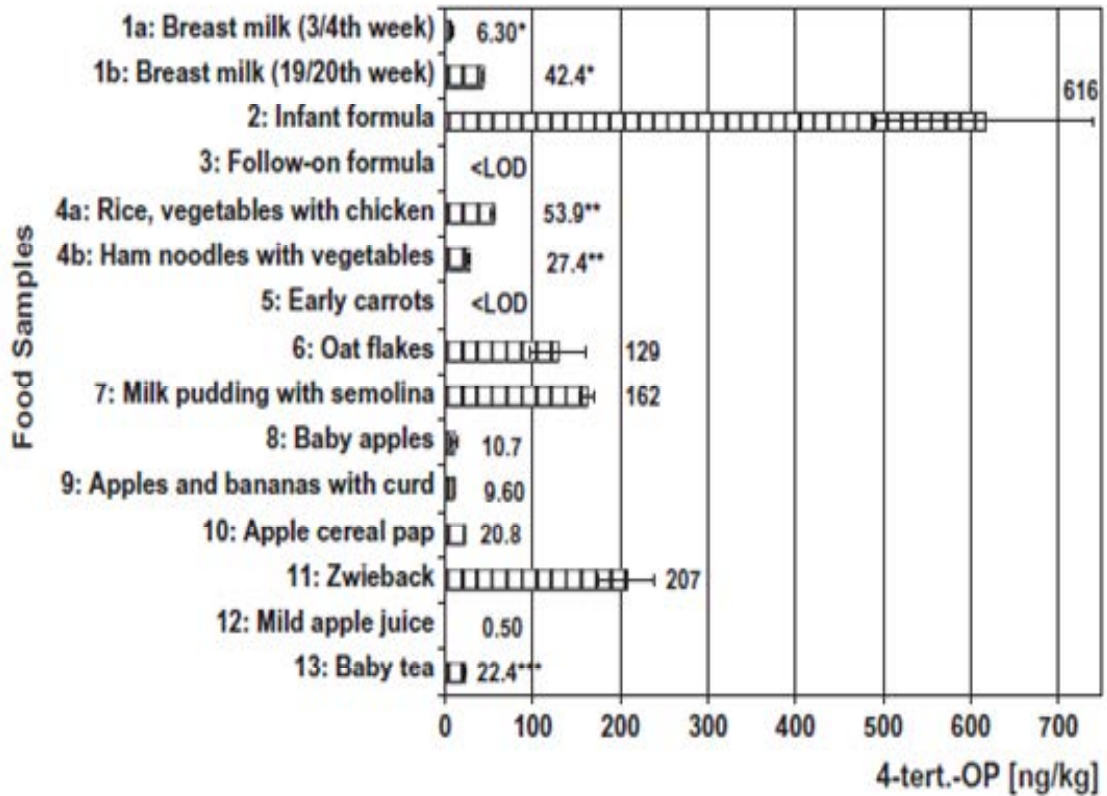 1a: Breast milk (3/4th week) 6.30*
1b: Breast milk (19/20th week) 42.4*
2: Infant formula 616
3: Follow-on formula <LOD
4a: Rice, vegetables with chicken 53.9**
4b: Ham noodles with vegetables 27.4**
5: Early carrots <LOD
6: Oat flakes 129
7: Milk pudding with semolina 162
8: Baby apples 10.7
9: Apples and bananas with curd 9.60
10: Apple cereal pap 20.8
11: Zwieback 207
12: Mild apple juice 0.50
13: Baby tea 22.4***
Food Samples
0 100 200 300 400 500 600 700
4-tert.-OP [ng/kg]